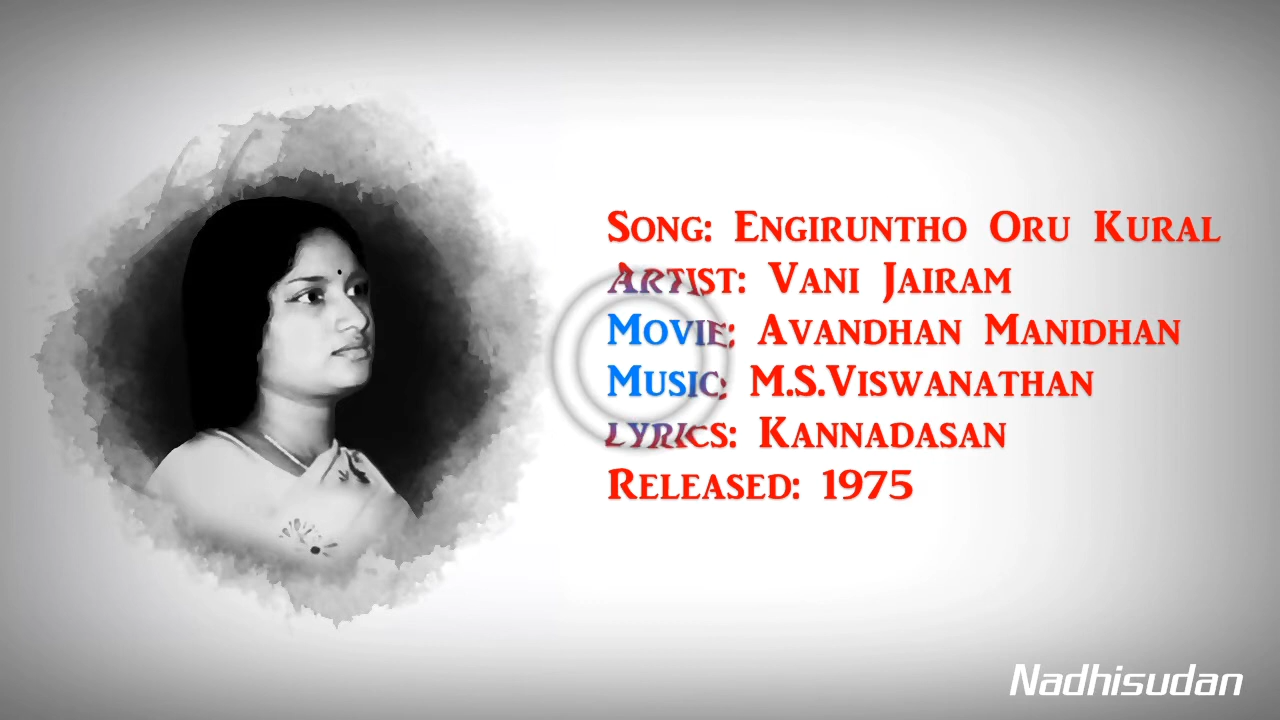 Song: Engiruntho Oru Kural
Artist: Vani Jairam
Movie: Avandhan Manidhan
Music: M.S.Viswanathan
Lyrics: Kannadasan
Released: 1975
Nadhisudan